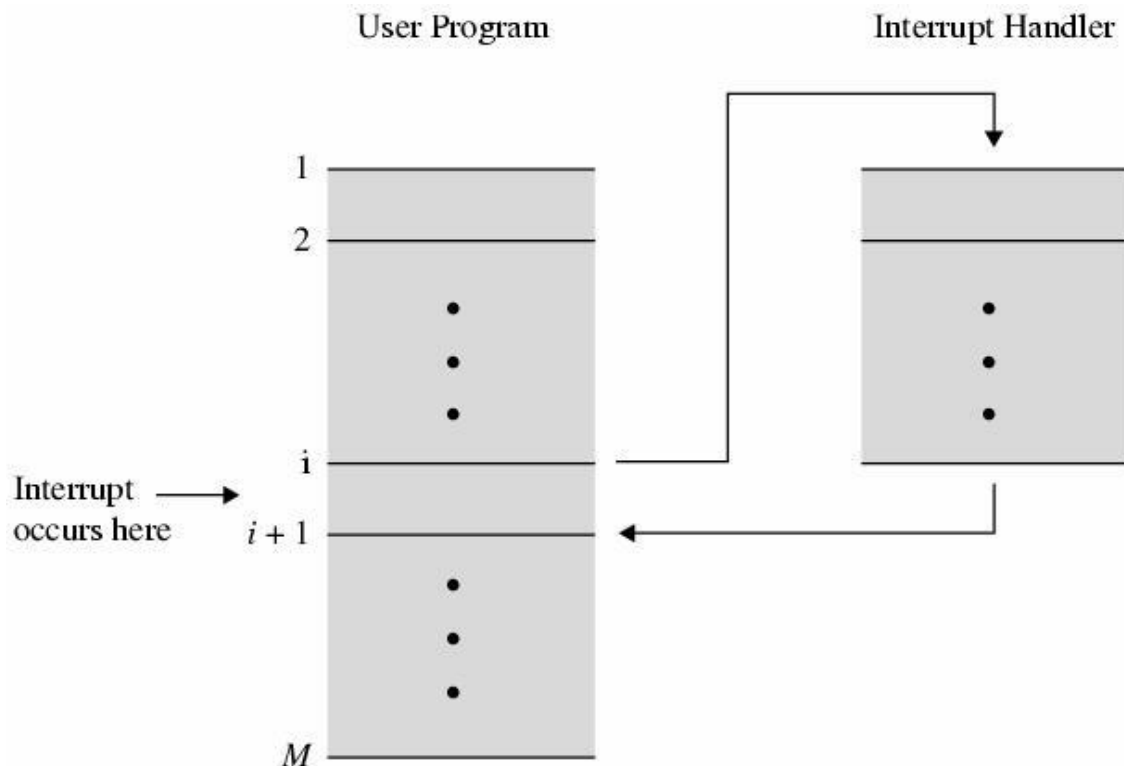 User Program
Interrupt Handler
1
2
i
Interrupt
occurs here
i + 1
M